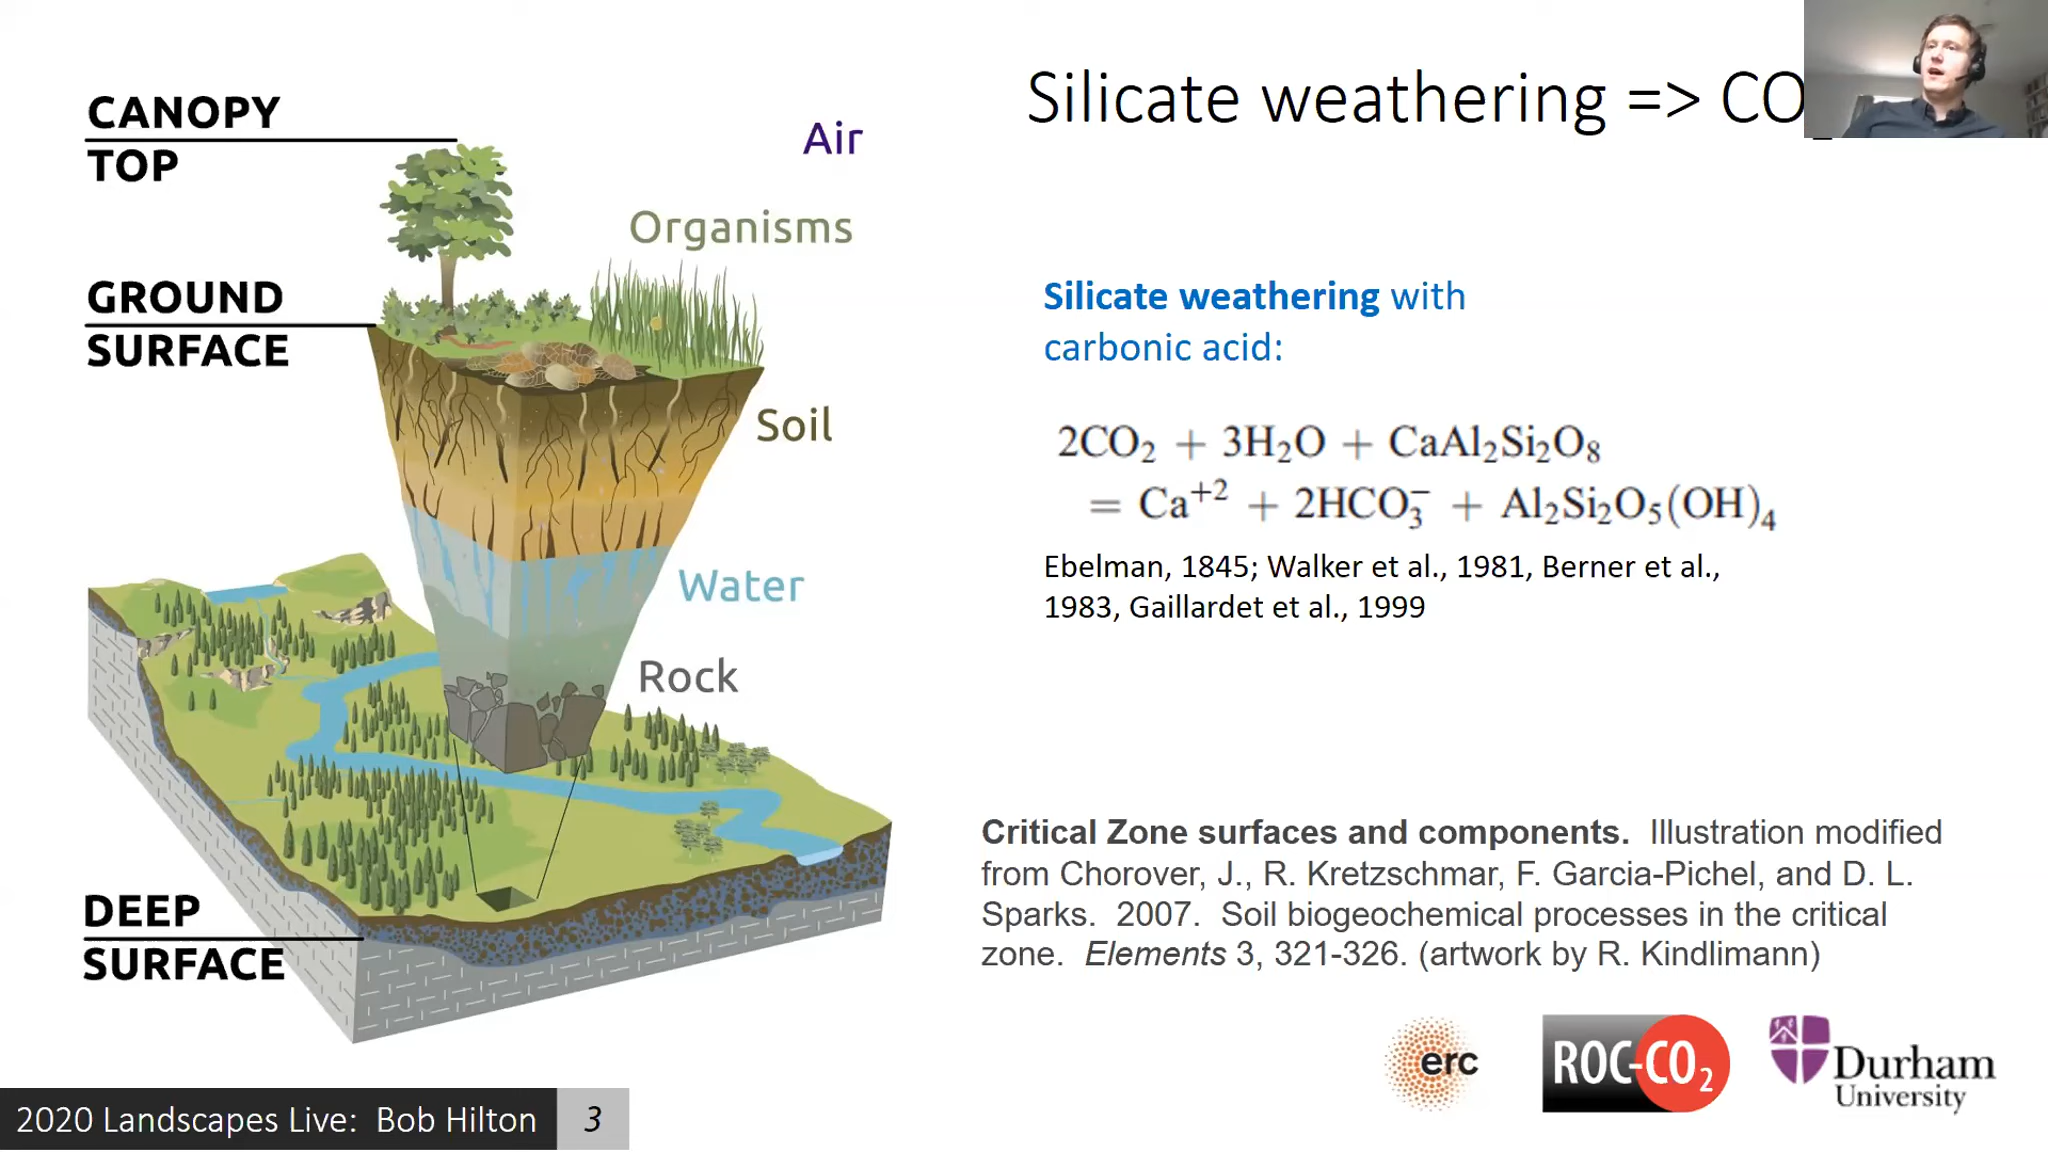 Silicate weathering => CO
CANOPY
TOP
Air
Organisms
GROUND
SURFACE
Soil
Water
Rock
DEEP
SURFACE
Silicate weathering with
carbonic acid:
2CO₂ + 3H₂O + CaAl₂Si₂O₈
= Ca⁺² + 2HCO₃⁻ + Al₂Si₂O₅(OH)₄
Ebelman, 1845; Walker et al., 1981, Berner et al.,
1983, Gaillardet et al., 1999
Critical Zone surfaces and components. Illustration modified
from Chorover, J., R. Kretzschmar, F. Garcia-Pichel, and D. L.
Sparks. 2007. Soil biogeochemical processes in the critical
zone. Elements 3, 321-326. (artwork by R. Kindlimann)
erc
ROC-CO₂
Durham
University
2020 Landscapes Live: Bob Hilton 3